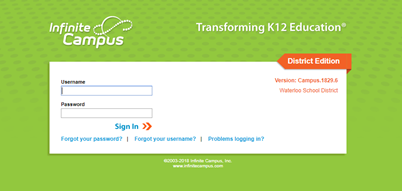 Infinite
Campus
Transforming K12 Education®
District Edition
Username
Version: Campus.1829.6
Waterloo School District
Password
Sign In
Forgot your password? | Forgot your username? | Problems logging in?
©2003-2018 Infinite Campus, Inc.
www.infinitecampus.com